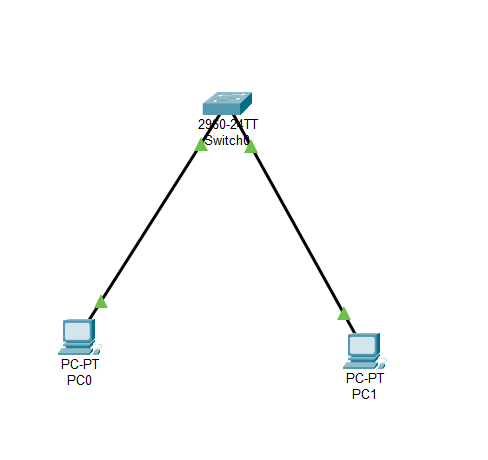 2960-24TT
Switch0
PC-PT
PC0
PC-PT
PC1